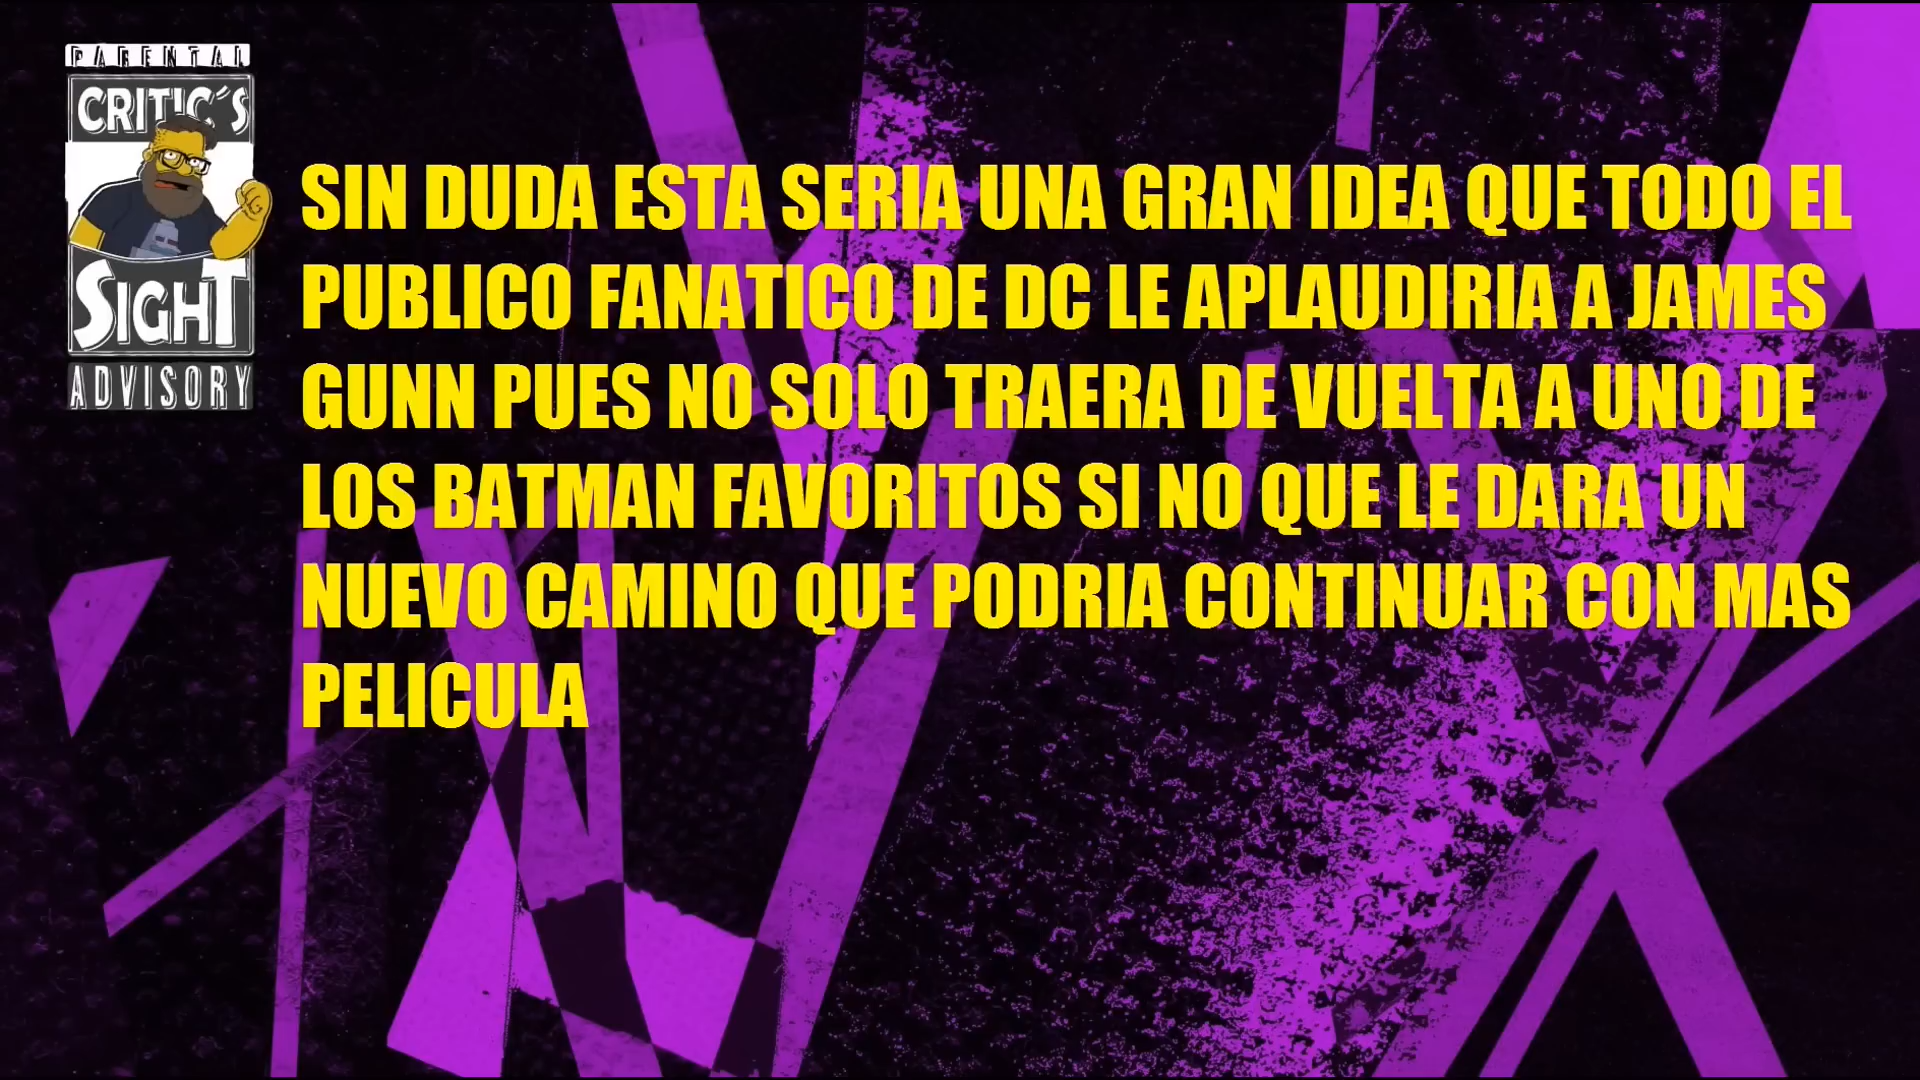 PARENTAL
CRITIC´S
SIGHT
ADVISORY
SIN DUDA ESTA SERIA UNA GRAN IDEA QUE TODO EL
PUBLICO FANATICO DE DC LE APLAUDIRIA A JAMES
GUNN PUES NO SOLO TRAERA DE VUELTA A UNO DE
LOS BATMAN FAVORITOS SI NO QUE LE DARA UN
NUEVO CAMINO QUE PODRIA CONTINUAR CON MAS
PELICULA